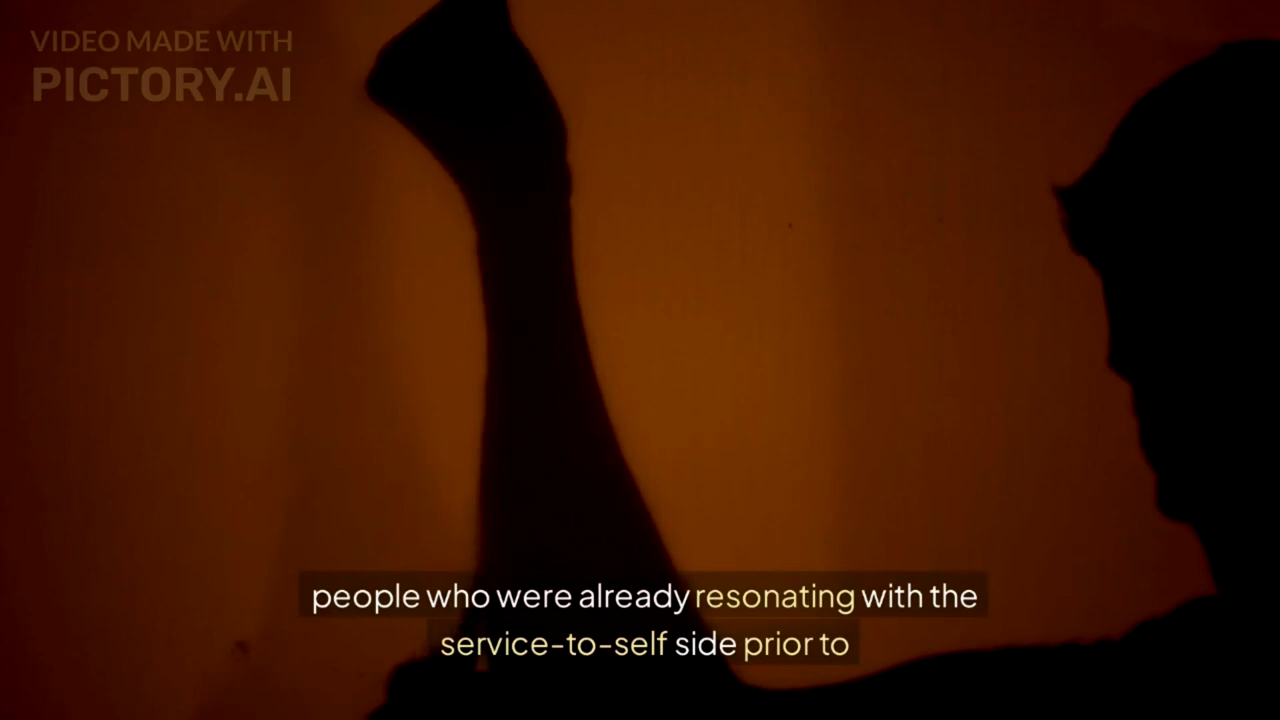 VIDEO MADE WITH
PICTORY.AI
people who were already resonating with the
service-to-self side prior to